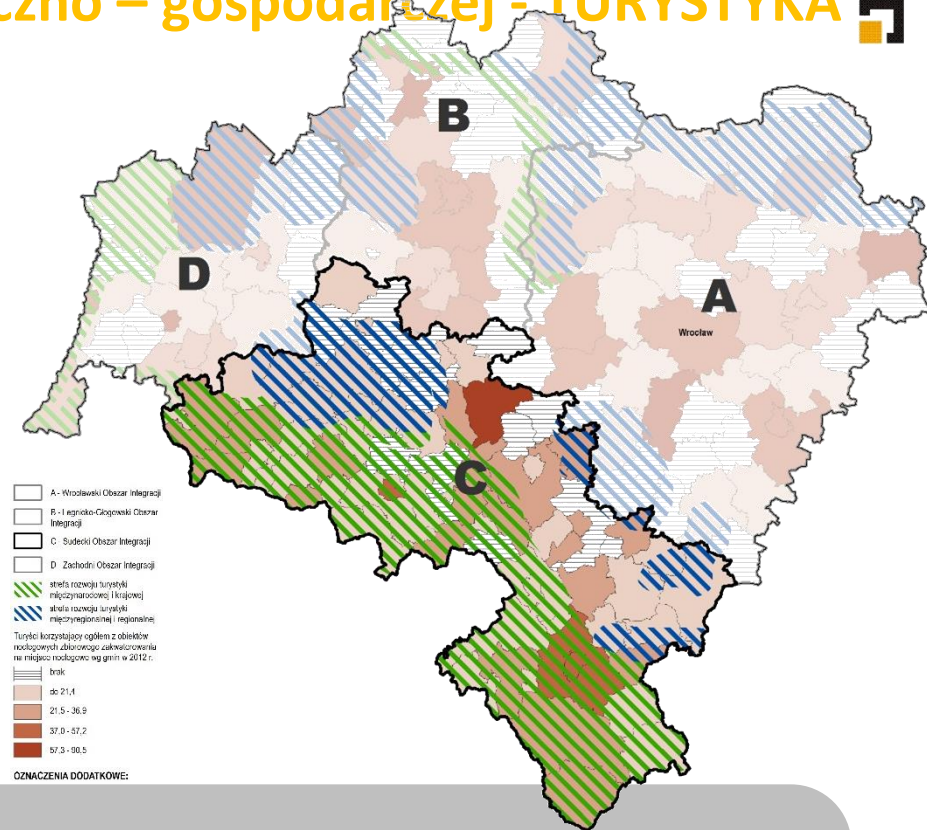 czno – gospodarczej - TURYSTYKA
B
D
A
Wrocław
C
A - Wrocławski Obszar Integracji
B - Legnicko-Głogowski Obszar
Integracji
C Sudecki Obszar Integracji
D Zachodni Obszar Integracji
strefa rozwoju turystyki
międzynarodowej i krajowej
strefa rozwoju turystyki
międzyregionalnej i regionalnej
Turyści korzystający ogółem z obiektów
noclegowych zbiorowego zakwaterowania
na miejsce noclegowe wg gmin w 2012 r.
brak
do 21,4
21,5 - 36,9
37,0 - 57,2
57,3 - 90,5
OZNACZENIA DODATKOWE: